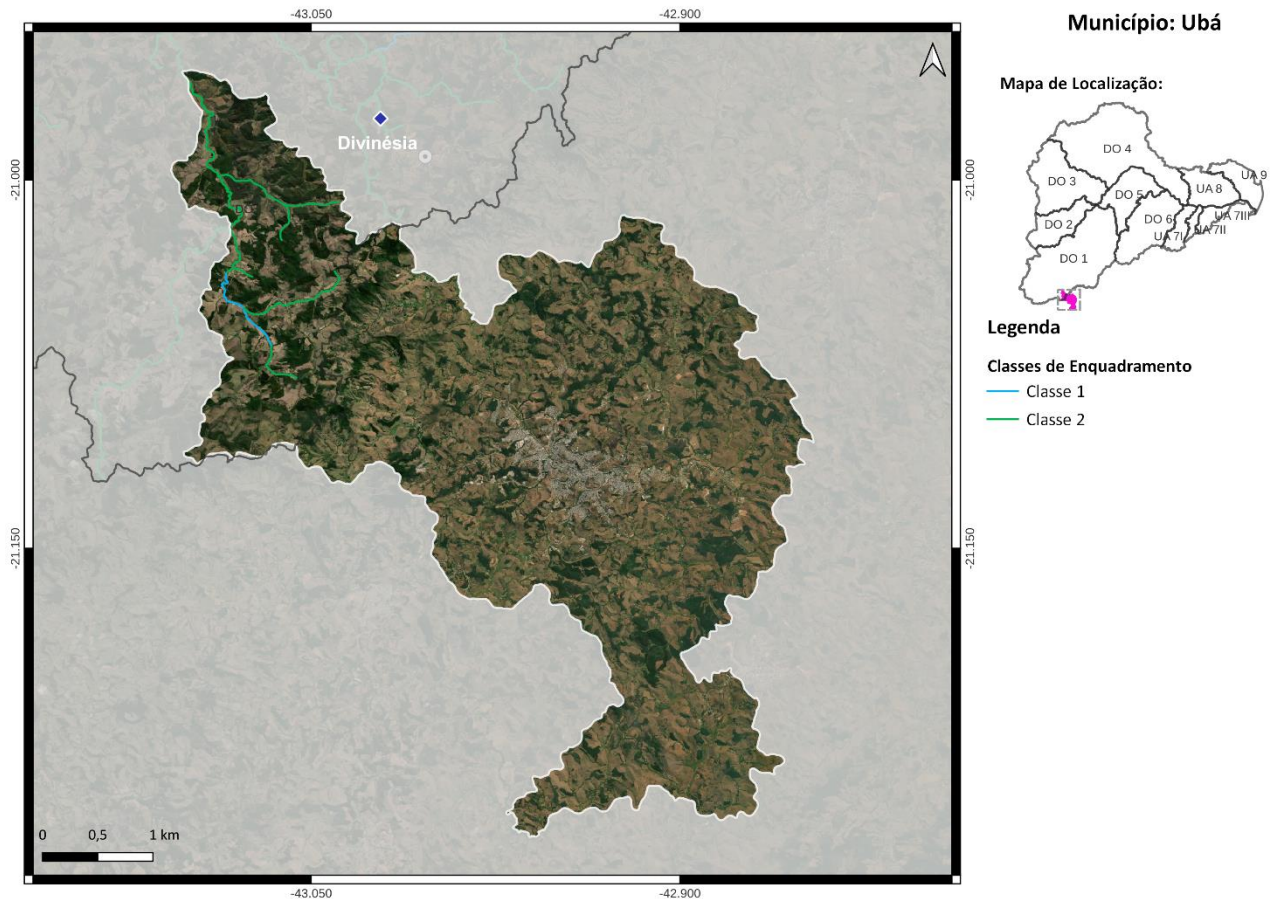 -43.050
-42.900
Município: Ubá
Mapa de Localização:
DO 4
DO 3
DO 5
UA 8
UA 9
DO 2
DO 6
UA 7III
UA 7II
UA 7I
DO 1
Legenda
Classes de Enquadramento
Classe 1
Classe 2
Divinésia
-21.000
-21.000
-21.150
-21.150
0 0,5 1 km
-43.050
-42.900